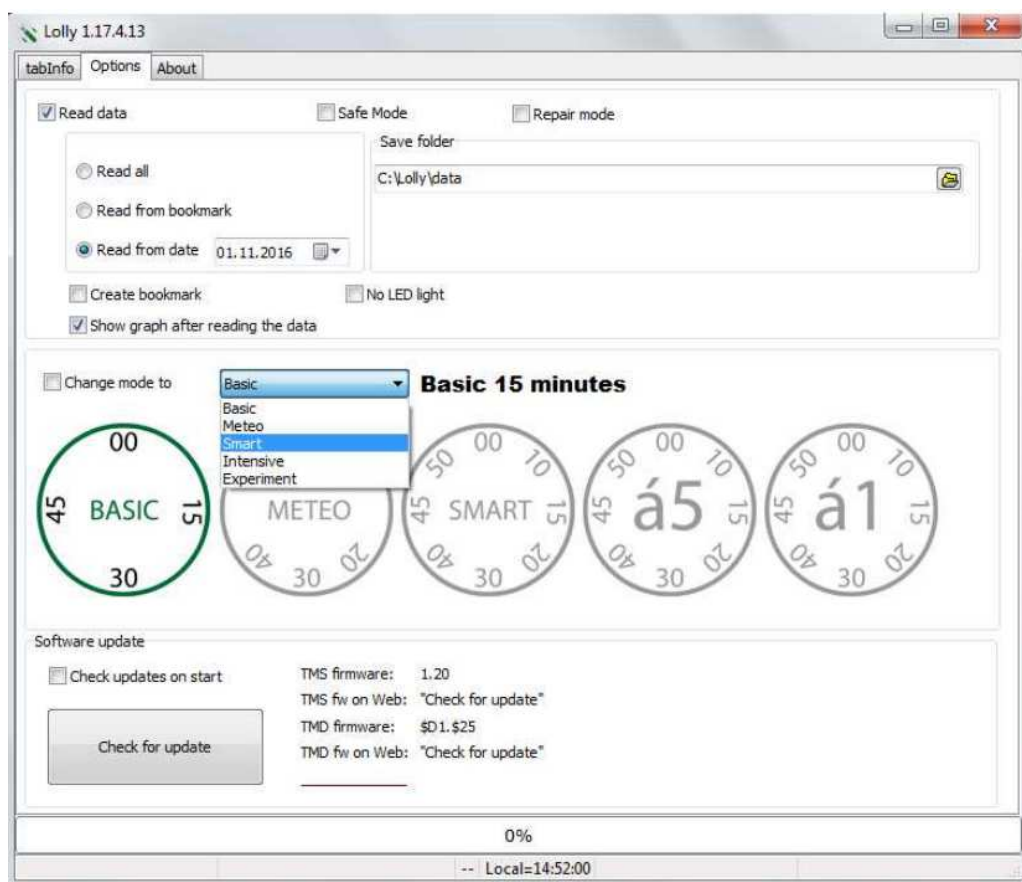 Lolly 1.17.4.13
tabInfo Options About
Read data Safe Mode Repair mode
Save folder
Read all
C:\Lolly\data
Read from bookmark
Read from date 01.11.2016
Create bookmark No LED light
Show graph after reading the data
Change mode to Basic Basic 15 minutes
Basic
Meteo
Smart
Intensive
Experiment
00 15 30 45 BASIC
20 30 40 METEO
00 10 15 20 30 40 45 50 SMART
00 10 15 20 30 40 45 50 á5
00 10 15 20 30 40 45 50 á1
Software update
Check updates on start
Check for update
TMS firmware: 1.20
TMS fw on Web: "Check for update"
TMD firmware: $D1.$25
TMD fw on Web: "Check for update"
0%
-- Local=14:52:00